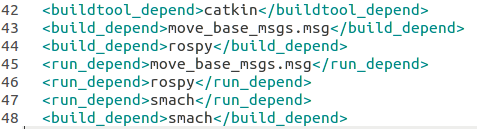 42 <buildtool_depend>catkin</buildtool_depend>
43 <build_depend>move_base_msgs.msg</build_depend>
44 <build_depend>rospy</build_depend>
45 <run_depend>move_base_msgs.msg</run_depend>
46 <run_depend>rospy</run_depend>
47 <run_depend>smach</run_depend>
48 <build_depend>smach</build_depend>